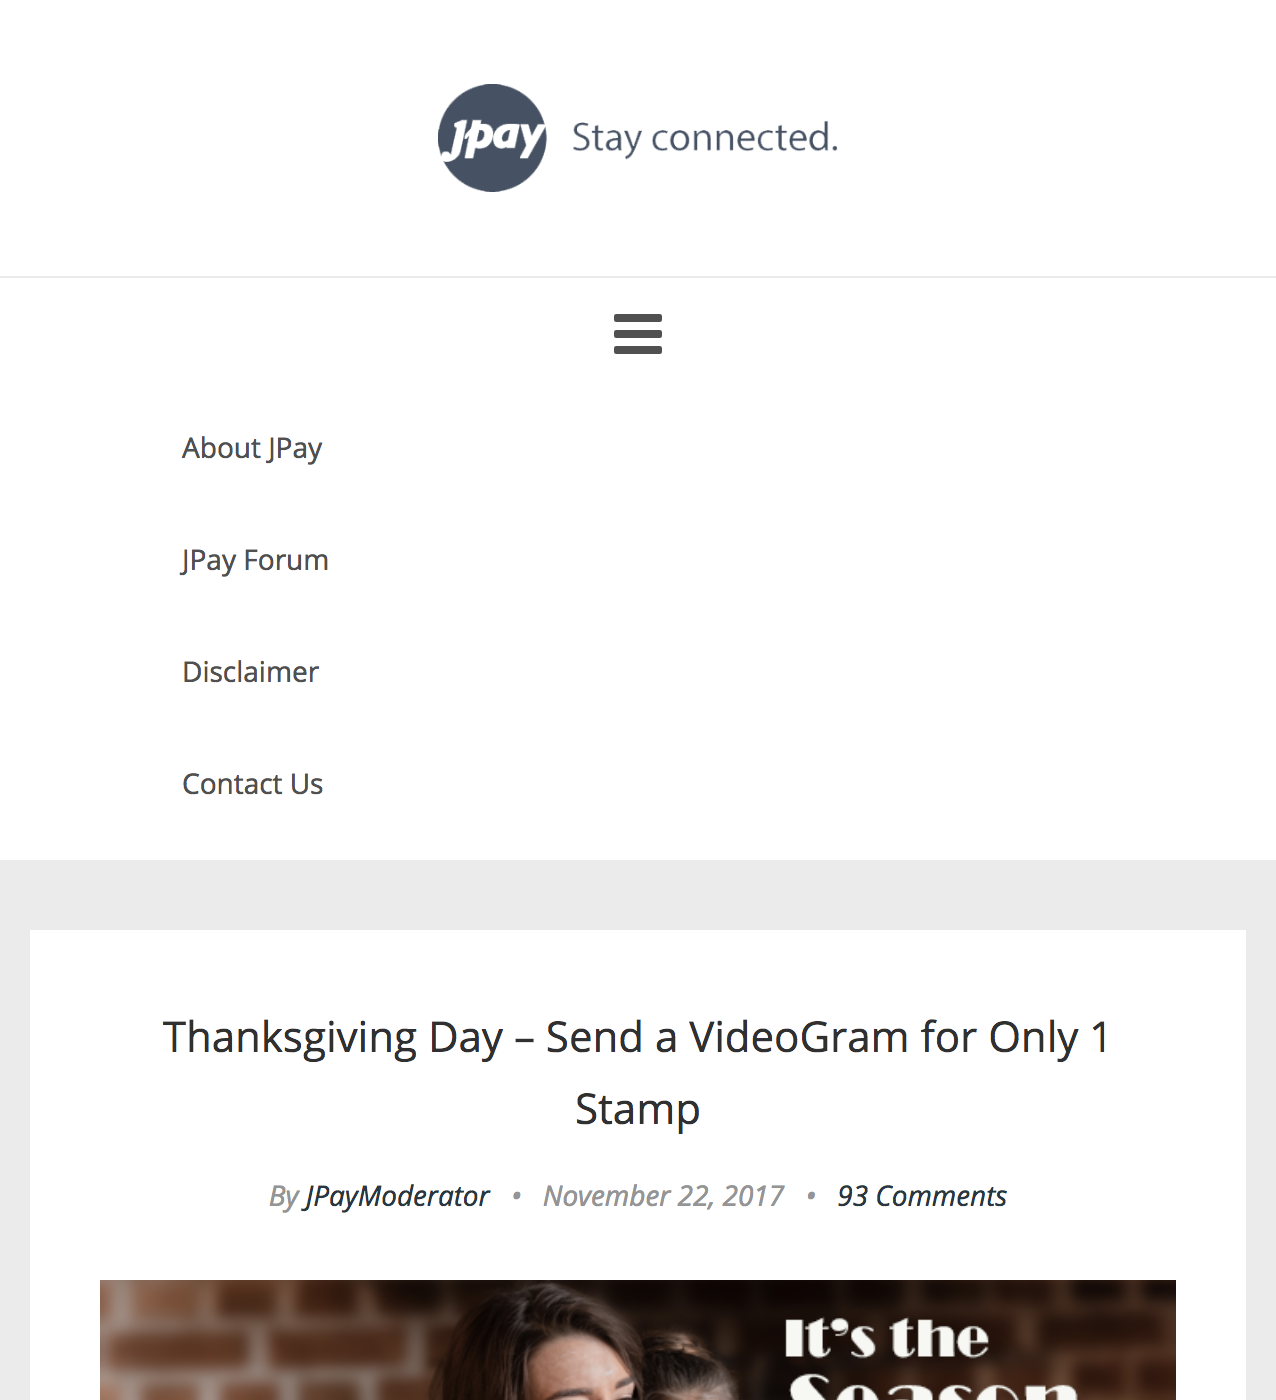 Jpay Stay connected.
About JPay
JPay Forum
Disclaimer
Contact Us
Thanksgiving Day – Send a VideoGram for Only 1
Stamp
By JPayModerator • November 22, 2017 • 93 Comments
It's the
Season